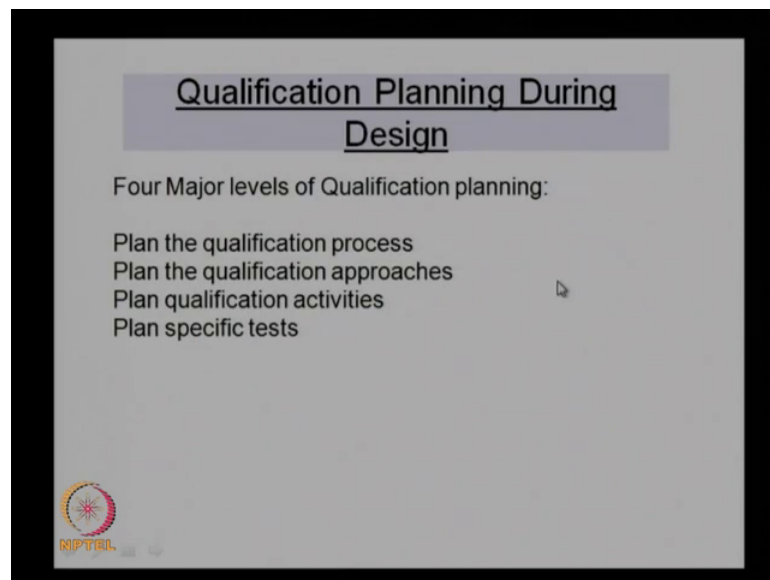 Qualification Planning During
Design
Four Major levels of Qualification planning:
Plan the qualification process
Plan the qualification approaches
Plan qualification activities
Plan specific tests
NPTEL